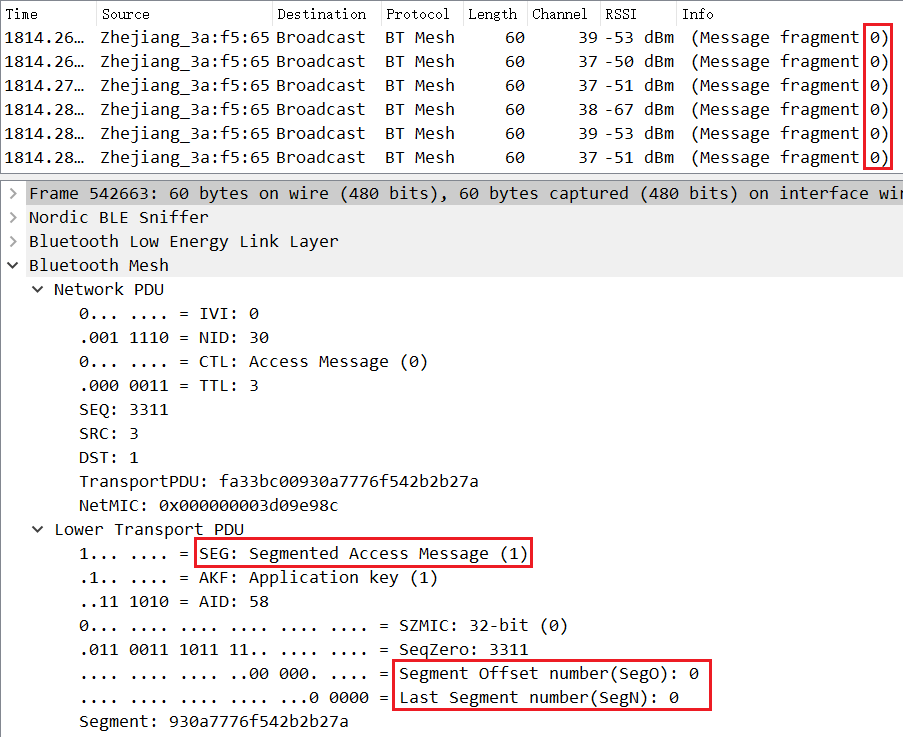 Time Source Destination Protocol Length Channel RSSI Info
1814.26… Zhejiang_3a:f5:65 Broadcast BT Mesh 60 39 -53 dBm (Message fragment 0)
1814.26… Zhejiang_3a:f5:65 Broadcast BT Mesh 60 37 -50 dBm (Message fragment 0)
1814.27… Zhejiang_3a:f5:65 Broadcast BT Mesh 60 37 -51 dBm (Message fragment 0)
1814.28… Zhejiang_3a:f5:65 Broadcast BT Mesh 60 38 -67 dBm (Message fragment 0)
1814.28… Zhejiang_3a:f5:65 Broadcast BT Mesh 60 39 -53 dBm (Message fragment 0)
1814.28… Zhejiang_3a:f5:65 Broadcast BT Mesh 60 37 -51 dBm (Message fragment 0)
Frame 542663: 60 bytes on wire (480 bits), 60 bytes captured (480 bits) on interface wir
Nordic BLE Sniffer
Bluetooth Low Energy Link Layer
Bluetooth Mesh
Network PDU
0... .... = IVI: 0
.001 1110 = NID: 30
0... .... = CTL: Access Message (0)
.000 0011 = TTL: 3
SEQ: 3311
SRC: 3
DST: 1
TransportPDU: fa33bc00930a7776f542b2b27a
NetMIC: 0x000000003d09e98c
Lower Transport PDU
1... .... = SEG: Segmented Access Message (1)
.1.. .... = AKF: Application key (1)
..11 1010 = AID: 58
0... .... .... .... .... .... = SZMIC: 32-bit (0)
.011 0011 1011 11.. .... .... = SeqZero: 3311
.... .... .... ..00 000. .... = Segment Offset number(SegO): 0
.... .... .... .... ...0 0000 = Last Segment number(SegN): 0
Segment: 930a7776f542b2b27a